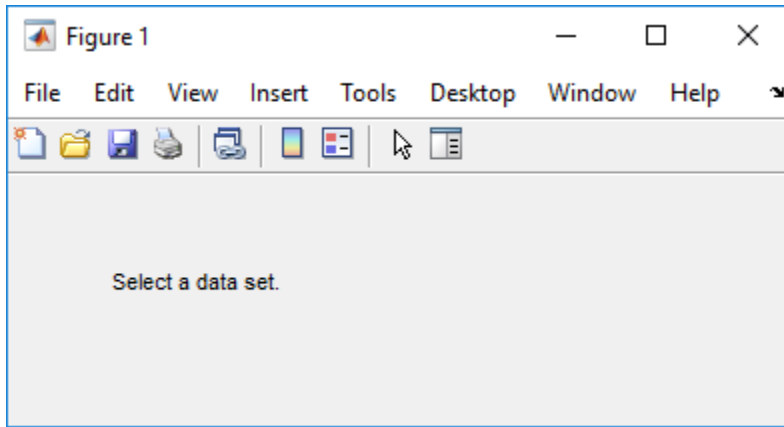 Figure 1
File Edit View Insert Tools Desktop Window Help
Select a data set.